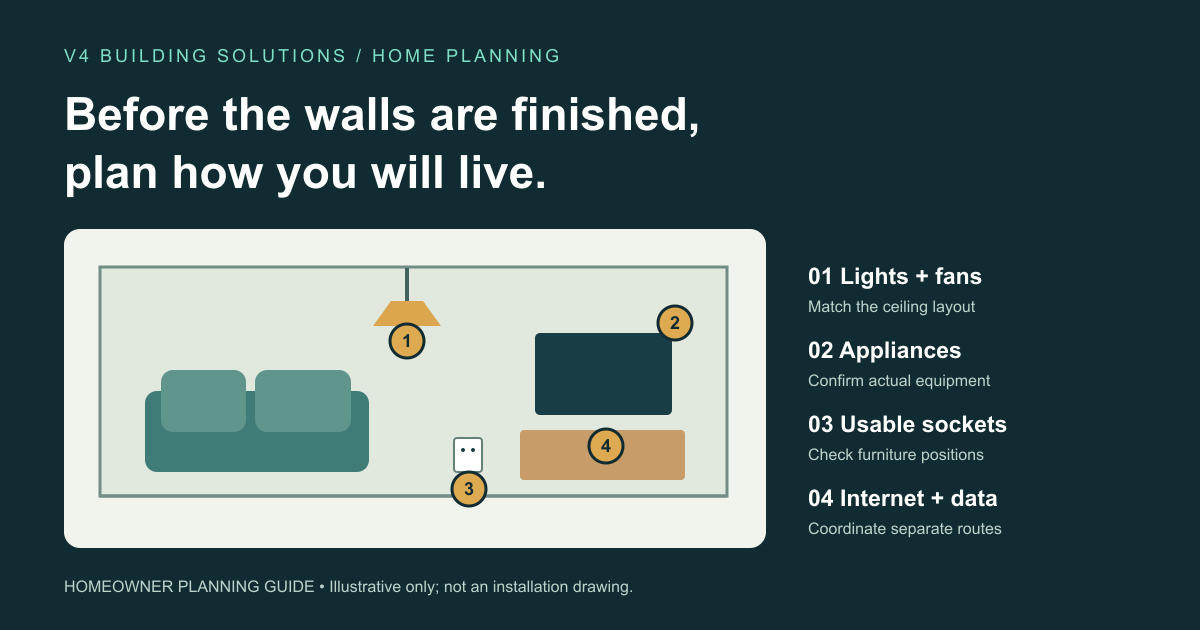 V4 BUILDING SOLUTIONS / HOME PLANNING
Before the walls are finished,
plan how you will live.
1
2
3
4
01 Lights + fans
Match the ceiling layout
02 Appliances
Confirm actual equipment
03 Usable sockets
Check furniture positions
04 Internet + data
Coordinate separate routes
HOMEOWNER PLANNING GUIDE • Illustrative only; not an installation drawing.